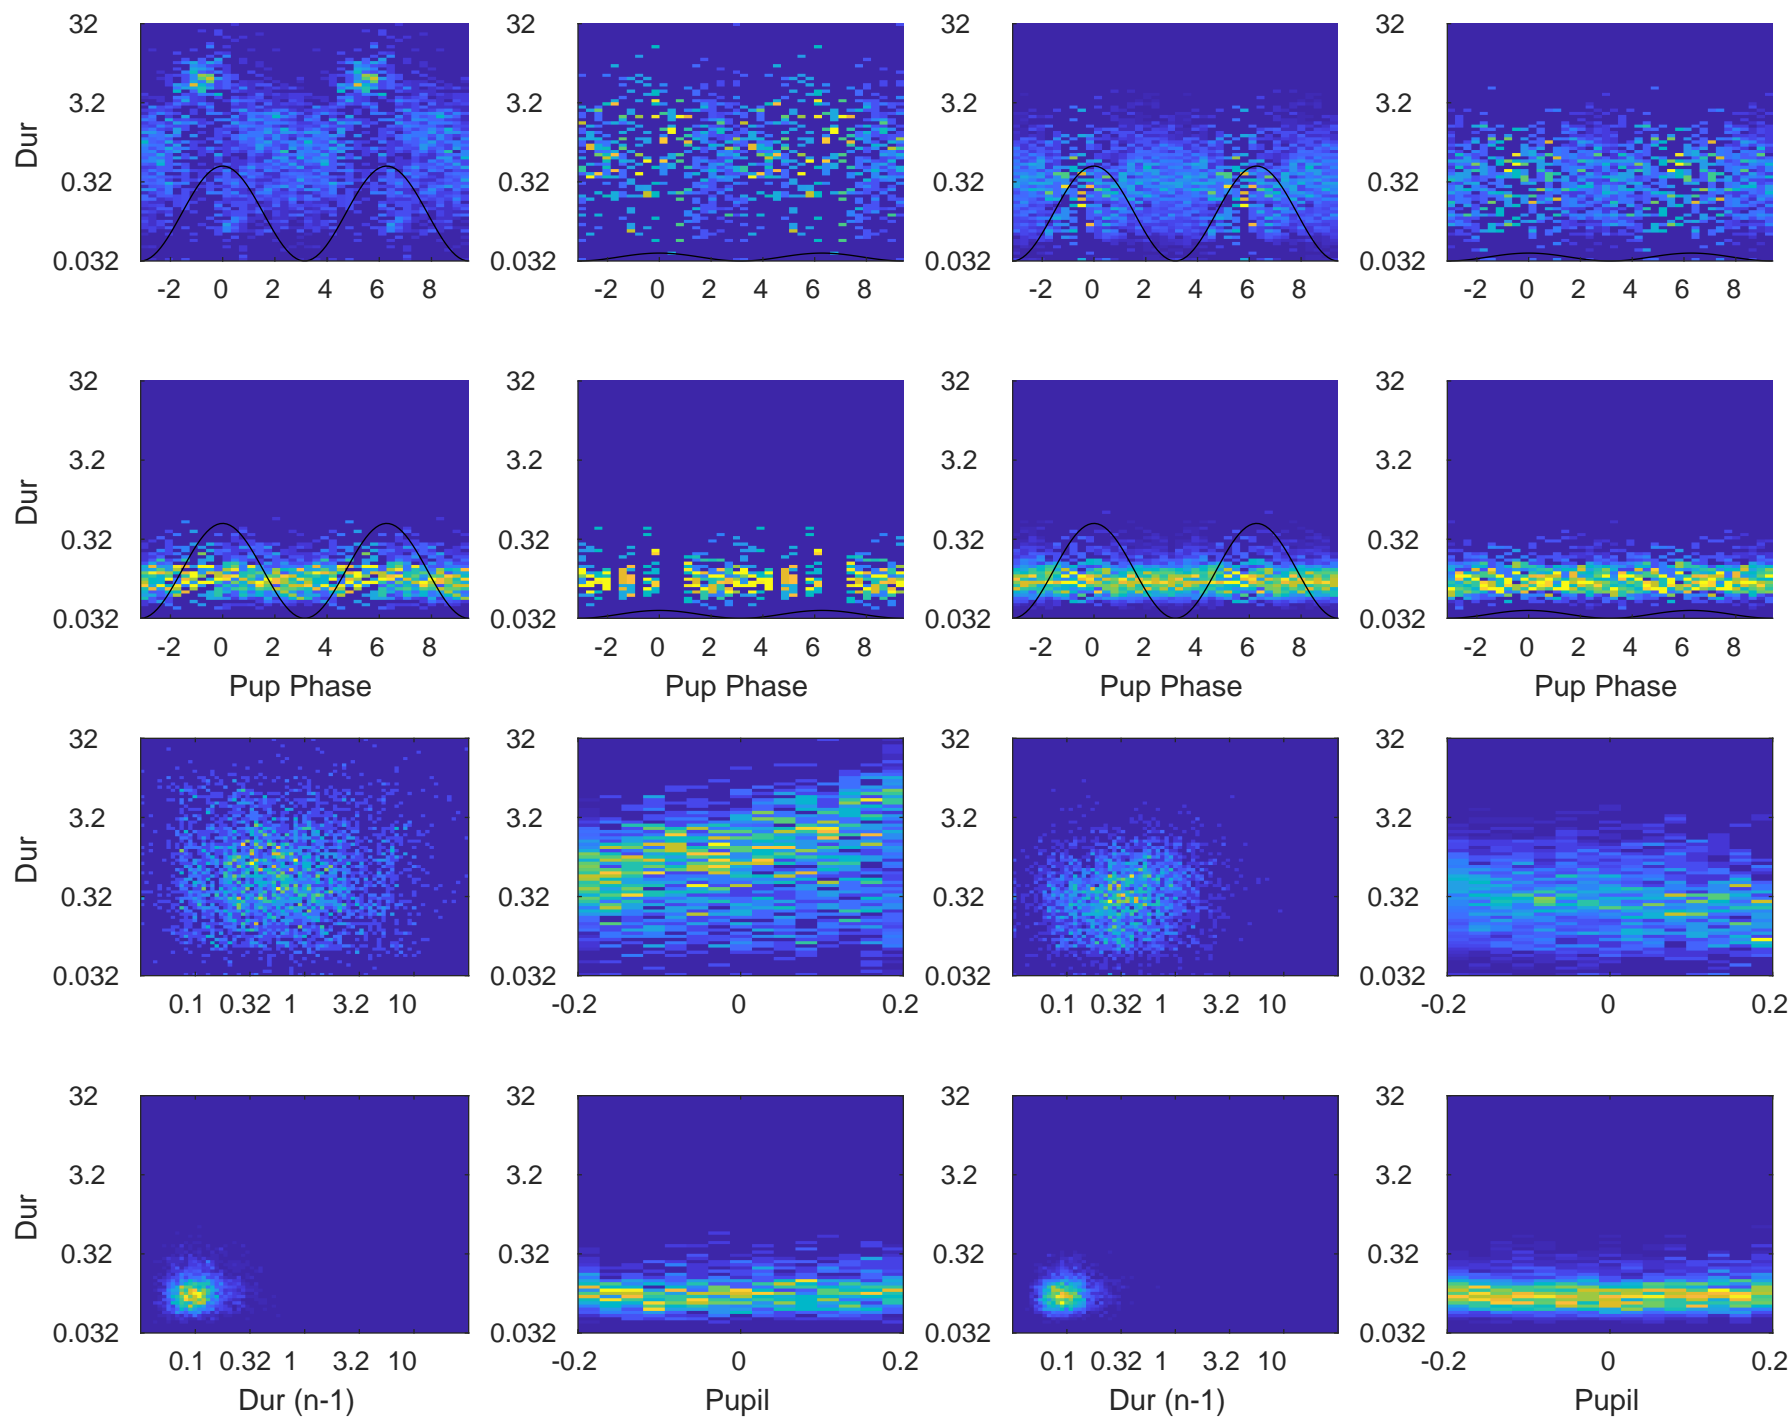 32 32 32 32
3.2 3.2 3.2 3.2
Dur
0.32 0.32 0.32 0.32
0.032 0.032 0.032 0.032
-2 0 2 4 6 8 -2 0 2 4 6 8 -2 0 2 4 6 8 -2 0 2 4 6 8
32 32 32 32
3.2 3.2 3.2 3.2
Dur
0.32 0.32 0.32 0.32
0.032 0.032 0.032 0.032
-2 0 2 4 6 8 -2 0 2 4 6 8 -2 0 2 4 6 8 -2 0 2 4 6 8
Pup Phase Pup Phase Pup Phase Pup Phase
32 32 32 32
3.2 3.2 3.2 3.2
Dur
0.32 0.32 0.32 0.32
0.032 0.032 0.032 0.032
0.1 0.32 1 3.2 10 -0.2 0 0.2 0.1 0.32 1 3.2 10 -0.2 0 0.2
32 32 32 32
3.2 3.2 3.2 3.2
Dur
0.32 0.32 0.32 0.32
0.032 0.032 0.032 0.032
0.1 0.32 1 3.2 10 -0.2 0 0.2 0.1 0.32 1 3.2 10 -0.2 0 0.2
Dur (n-1) Pupil Dur (n-1) Pupil